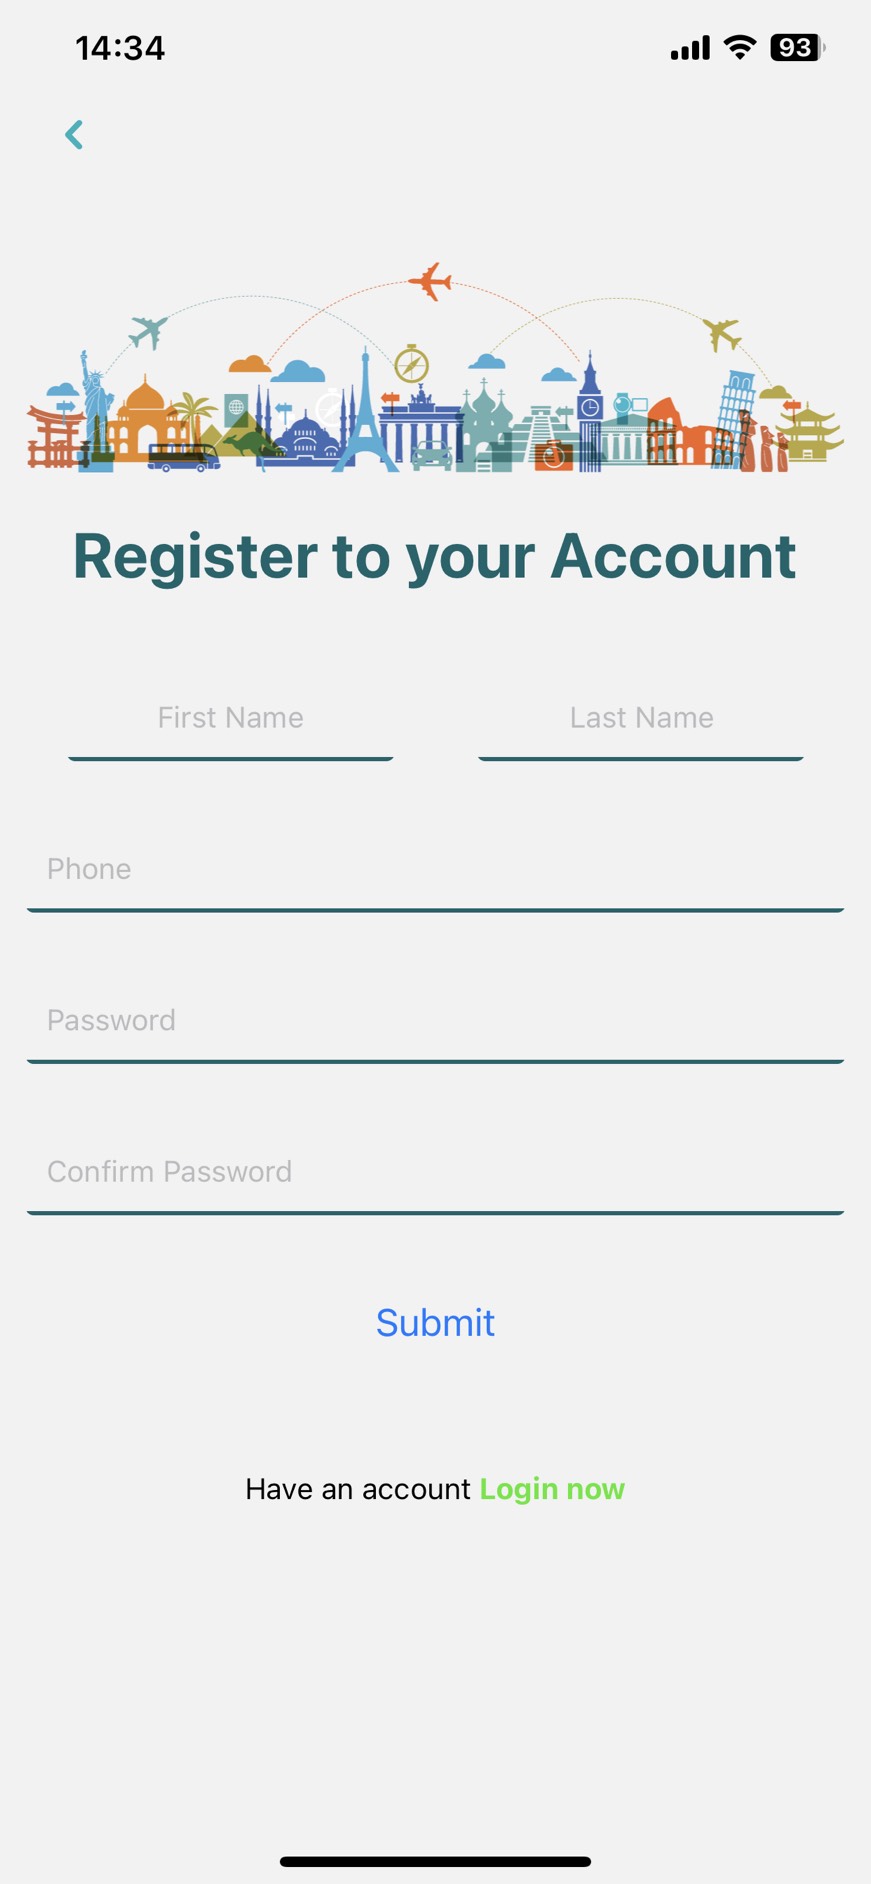 14:34
93
Register to your Account
First Name
Last Name
Phone
Password
Confirm Password
Submit
Have an account Login now